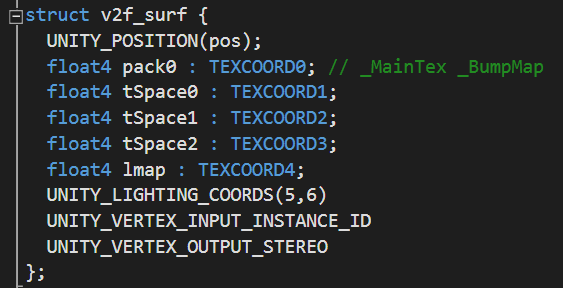 struct v2f_surf {
UNITY_POSITION(pos);
float4 pack0 : TEXCOORD0; // _MainTex _BumpMap
float4 tSpace0 : TEXCOORD1;
float4 tSpace1 : TEXCOORD2;
float4 tSpace2 : TEXCOORD3;
float4 lmap : TEXCOORD4;
UNITY_LIGHTING_COORDS(5,6)
UNITY_VERTEX_INPUT_INSTANCE_ID
UNITY_VERTEX_OUTPUT_STEREO
};